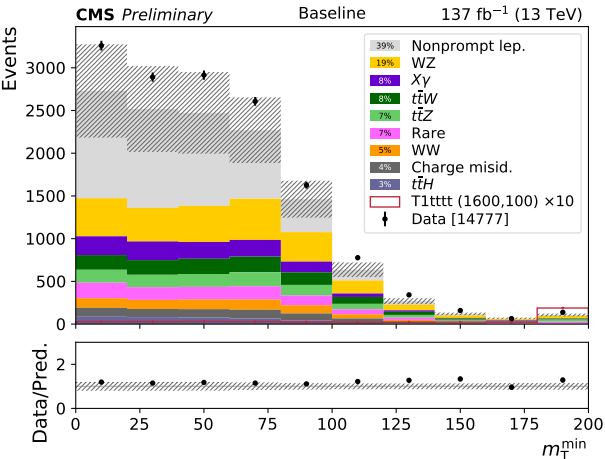 CMS Preliminary Baseline 137 fb⁻¹ (13 TeV)
Events
3000
2500
2000
1500
1000
500
0
39% Nonprompt lep.
19% WZ
8% Xγ
8% tt̄W
7% tt̄Z
7% Rare
5% WW
4% Charge misid.
3% tt̄H
T1tttt (1600,100) ×10
Data [14777]
Data/Pred.
2
0
0 25 50 75 100 125 150 175 200
m_T^min